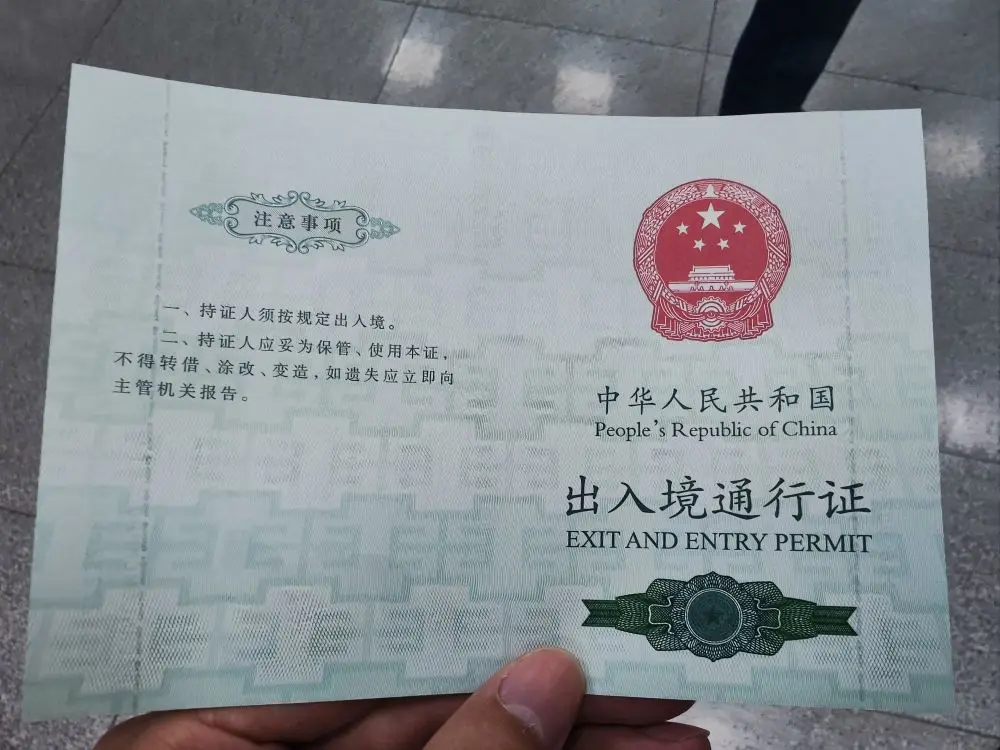 注意事项
一、持证人须按规定出入境。
二、持证人应妥为保管、使用本证，
不得转借、涂改、变造，如遗失应立即向
主管机关报告。
中华人民共和国
People's Republic of China
出入境通行证
EXIT AND ENTRY PERMIT